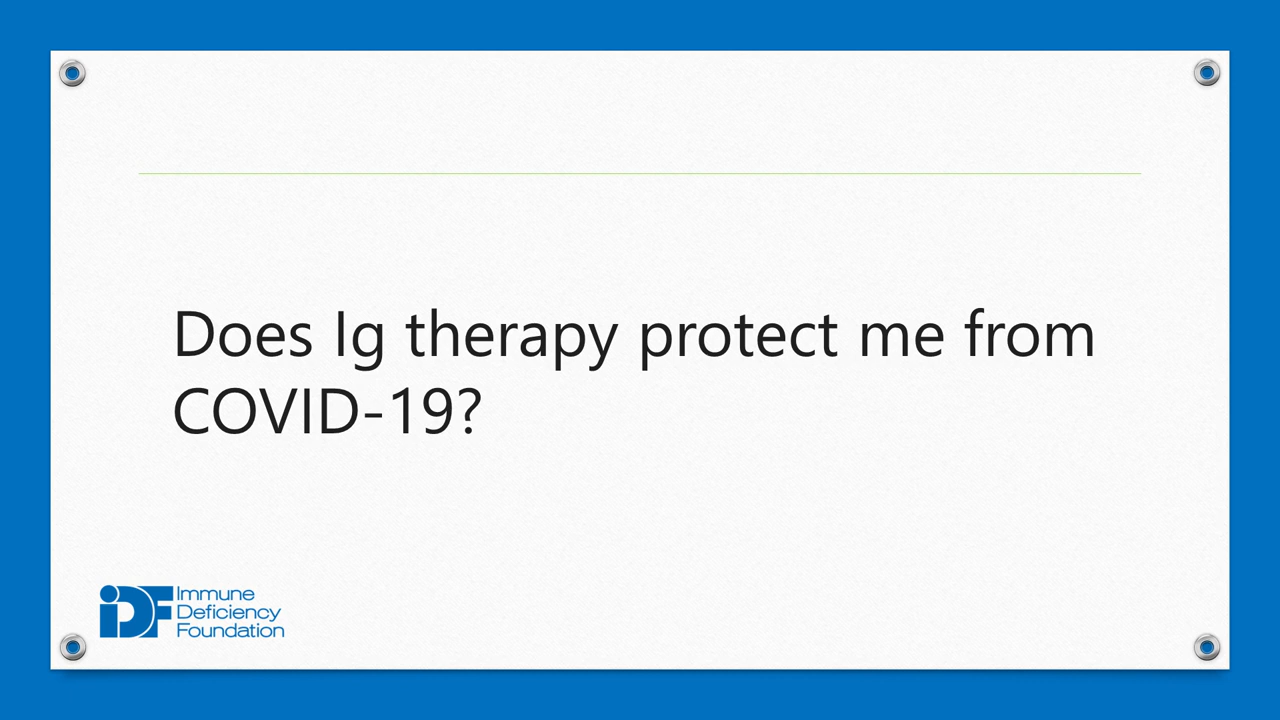 Does Ig therapy protect me from
COVID-19?
iDF
Immune
Deficiency
Foundation